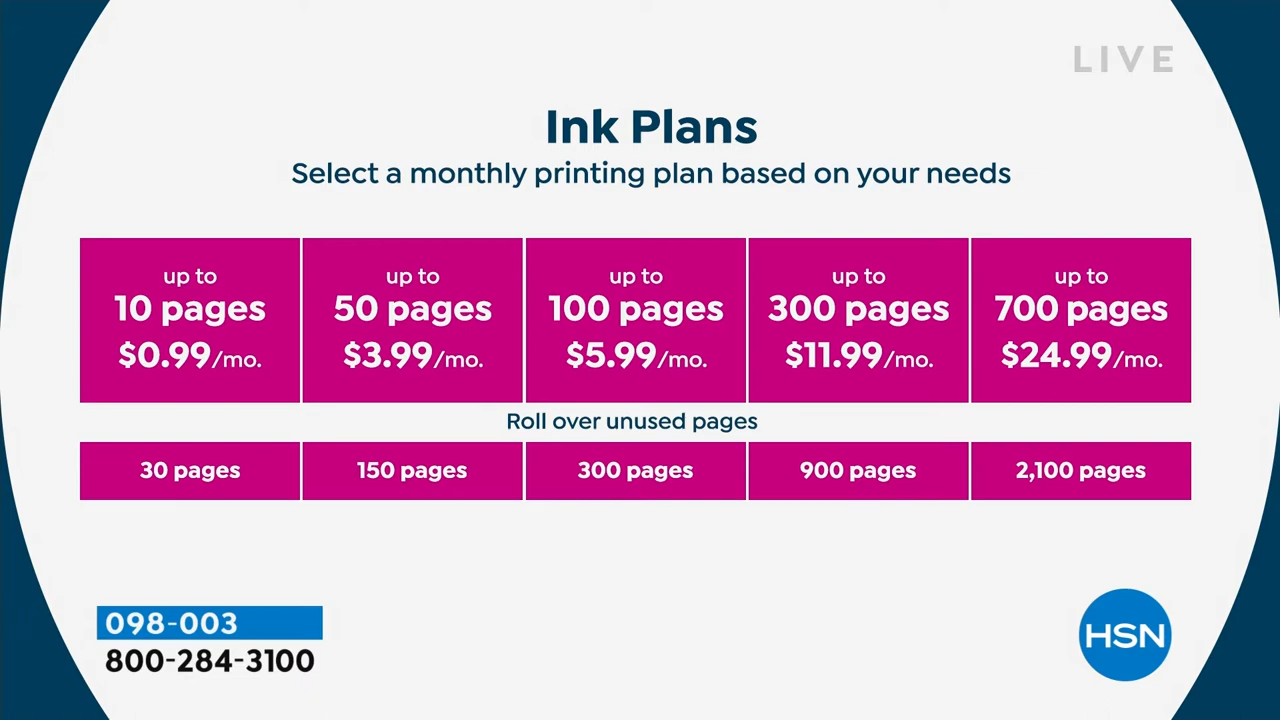 LIVE
Ink Plans
Select a monthly printing plan based on your needs
up to
10 pages
$0.99/mo.
up to
50 pages
$3.99/mo.
up to
100 pages
$5.99/mo.
up to
300 pages
$11.99/mo.
up to
700 pages
$24.99/mo.
Roll over unused pages
30 pages
150 pages
300 pages
900 pages
2,100 pages
098-003
800-284-3100
HSN